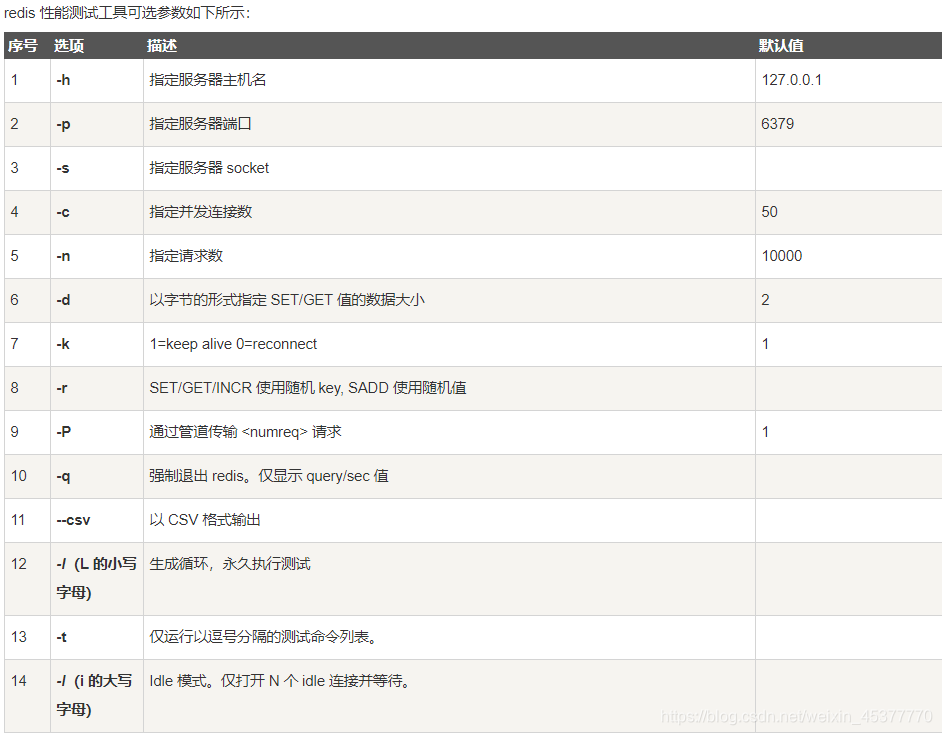 redis 性能测试工具可选参数如下所示：
序号 选项 描述 默认值
1 -h 指定服务器主机名 127.0.0.1
2 -p 指定服务器端口 6379
3 -s 指定服务器 socket
4 -c 指定并发连接数 50
5 -n 指定请求数 10000
6 -d 以字节的形式指定 SET/GET 值的数据大小 2
7 -k 1=keep alive 0=reconnect 1
8 -r SET/GET/INCR 使用随机 key, SADD 使用随机值
9 -P 通过管道传输 <numreq> 请求 1
10 -q 强制退出 redis。仅显示 query/sec 值
11 --csv 以 CSV 格式输出
12 -l（L 的小写 生成循环，永久执行测试
字母)
13 -t 仅运行以逗号分隔的测试命令列表。
14 -I（i 的大写 Idle 模式。仅打开 N 个 idle 连接并等待。
字母)
https://blog.csdn.net/weixin_45377770